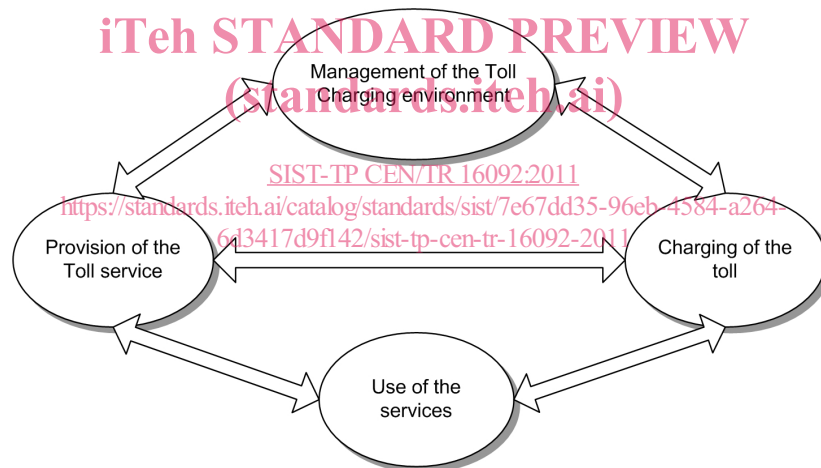 iTeh STANDARD PREVIEW
(standards.iteh.ai)
Management of the Toll
Charging environment
SIST-TP CEN/TR 16092:2011
https://standards.iteh.ai/catalog/standards/sist/7e67dd35-96eb-4584-a264-
6d3417d9f142/sist-tp-cen-tr-16092-2011
Provision of the
Toll service
Charging of the
toll
Use of the
services